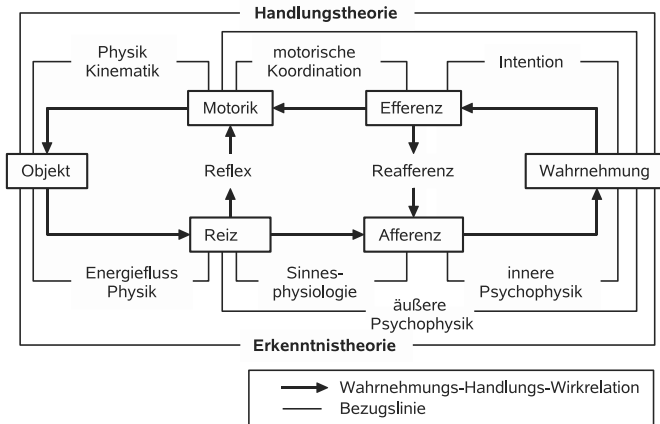 Handlungstheorie
Physik
Kinematik
motorische
Koordination
Intention
Motorik
Efferenz
Objekt
Reflex
Reafferenz
Wahrnehmung
Reiz
Afferenz
Energiefluss
Physik
Sinnes-
physiologie
innere
Psychophysik
äußere
Psychophysik
Erkenntnistheorie
Wahrnehmungs-Handlungs-Wirkrelation
Bezugslinie